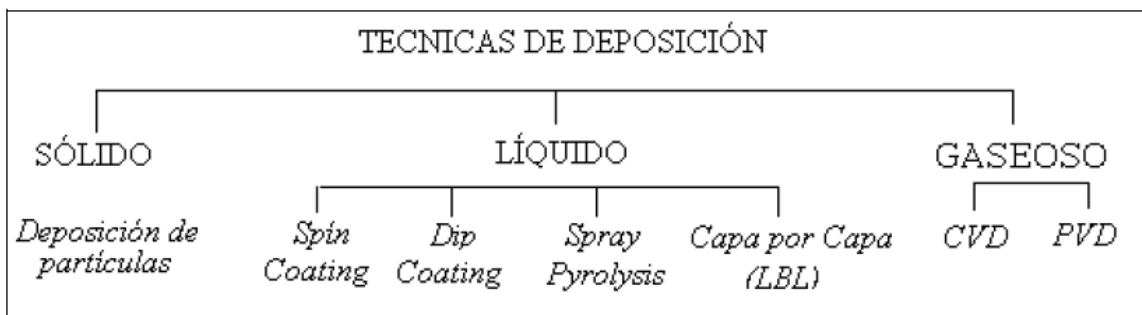 TECNICAS DE DEPOSICIÓN
SÓLIDO
LÍQUIDO
GASEOSO
Deposición de
partículas
Spín
Coating
Dip
Coating
Spray
Pyrolysis
Capa por Capa
(LBL)
CVD
PVD